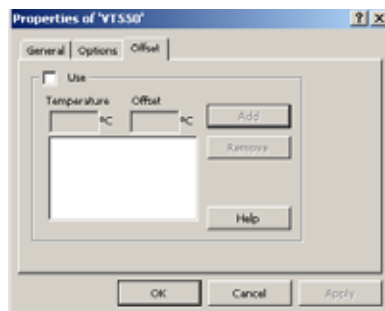 Properties of 'VT550'
General Options Offset
Use
Temperature Offset
°C °C Add
Remove
Help
OK Cancel Apply